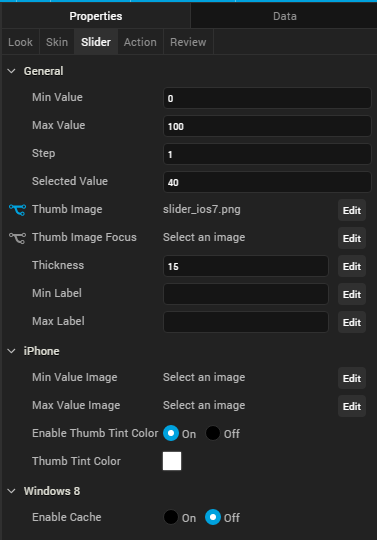 Properties Data
Look Skin Slider Action Review
General
Min Value 0
Max Value 100
Step 1
Selected Value 40
Thumb Image slider_ios7.png Edit
Thumb Image Focus Select an image Edit
Thickness 15 Edit
Min Label Edit
Max Label Edit
iPhone
Min Value Image Select an image Edit
Max Value Image Select an image Edit
Enable Thumb Tint Color On Off
Thumb Tint Color
Windows 8
Enable Cache On Off